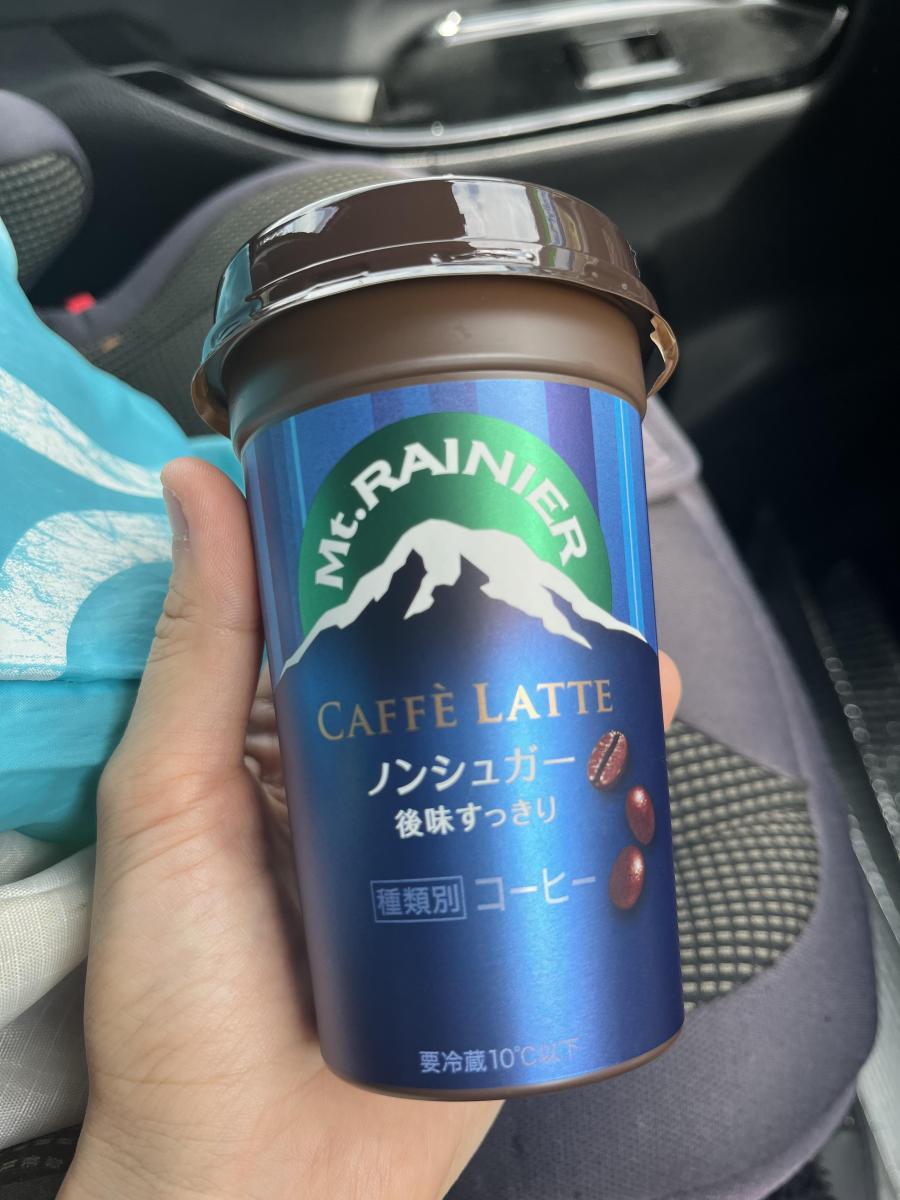 Mt. RAINIER
CAFFÈ LATTE
ノンシュガー
後味すっきり
種類別 コーヒー
要冷蔵10℃以下